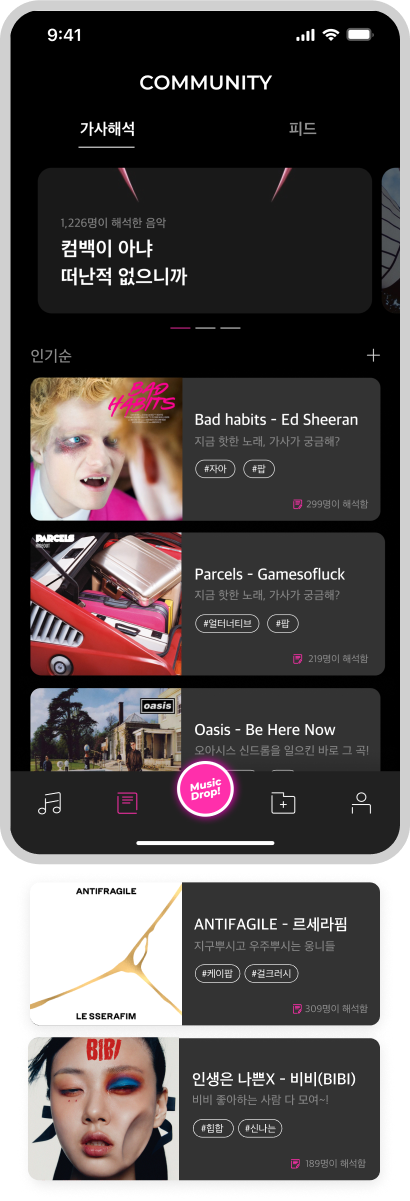 9:41
COMMUNITY
가사해석
피드
1,226명이 해석한 음악
컴백이 아냐
떠난적 없으니까
인기순
BAD
HABITS
Bad habits - Ed Sheeran
지금 핫한 노래, 가사가 궁금해?
#자아 #팝
299명이 해석함
PARCELS
Parcels - Gamesofluck
지금 핫한 노래, 가사가 궁금해?
#얼터너티브 #팝
219명이 해석함
oasis
Oasis - Be Here Now
오아시스 신드롬을 일으킨 바로 그 곡!
Music
Drop!
ANTIFRAGILE
LE SSERAFIM
ANTIFAGILE - 르세라핌
지구뿌시고 우주뿌시는 웅니들
#케이팝 #걸크러시
309명이 해석함
BIBI
인생은 나쁜X - 비비(BIBI)
비비 좋아하는 사람 다 모여~!
#힙합 #신나는
189명이 해석함